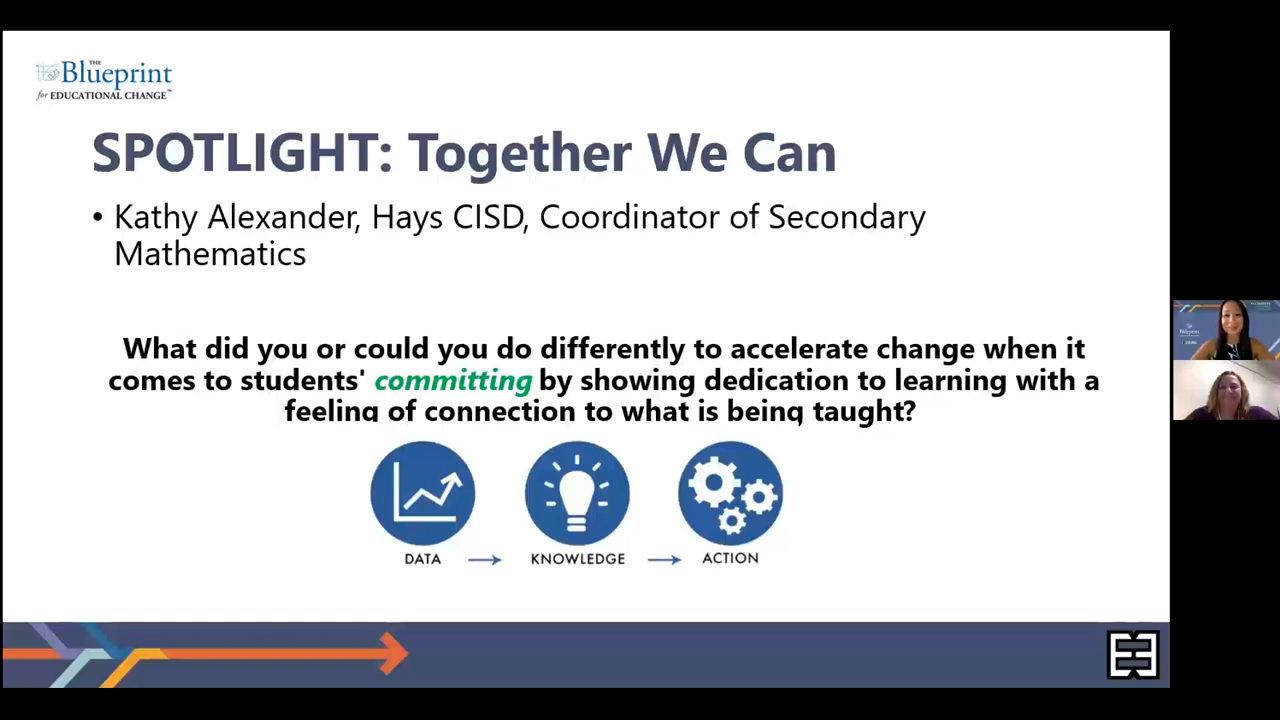 THE
Blueprint
for EDUCATIONAL CHANGE™
SPOTLIGHT: Together We Can
• Kathy Alexander, Hays CISD, Coordinator of Secondary
Mathematics
What did you or could you do differently to accelerate change when it
comes to students' committing by showing dedication to learning with a
feeling of connection to what is being taught?
DATA → KNOWLEDGE → ACTION